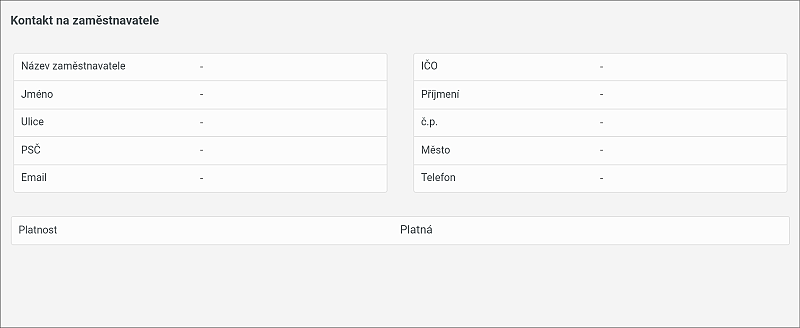 Kontakt na zaměstnavatele
Název zaměstnavatele - IČO -
Jméno - Příjmení -
Ulice - č.p. -
PSČ - Město -
Email - Telefon -
Platnost Platná